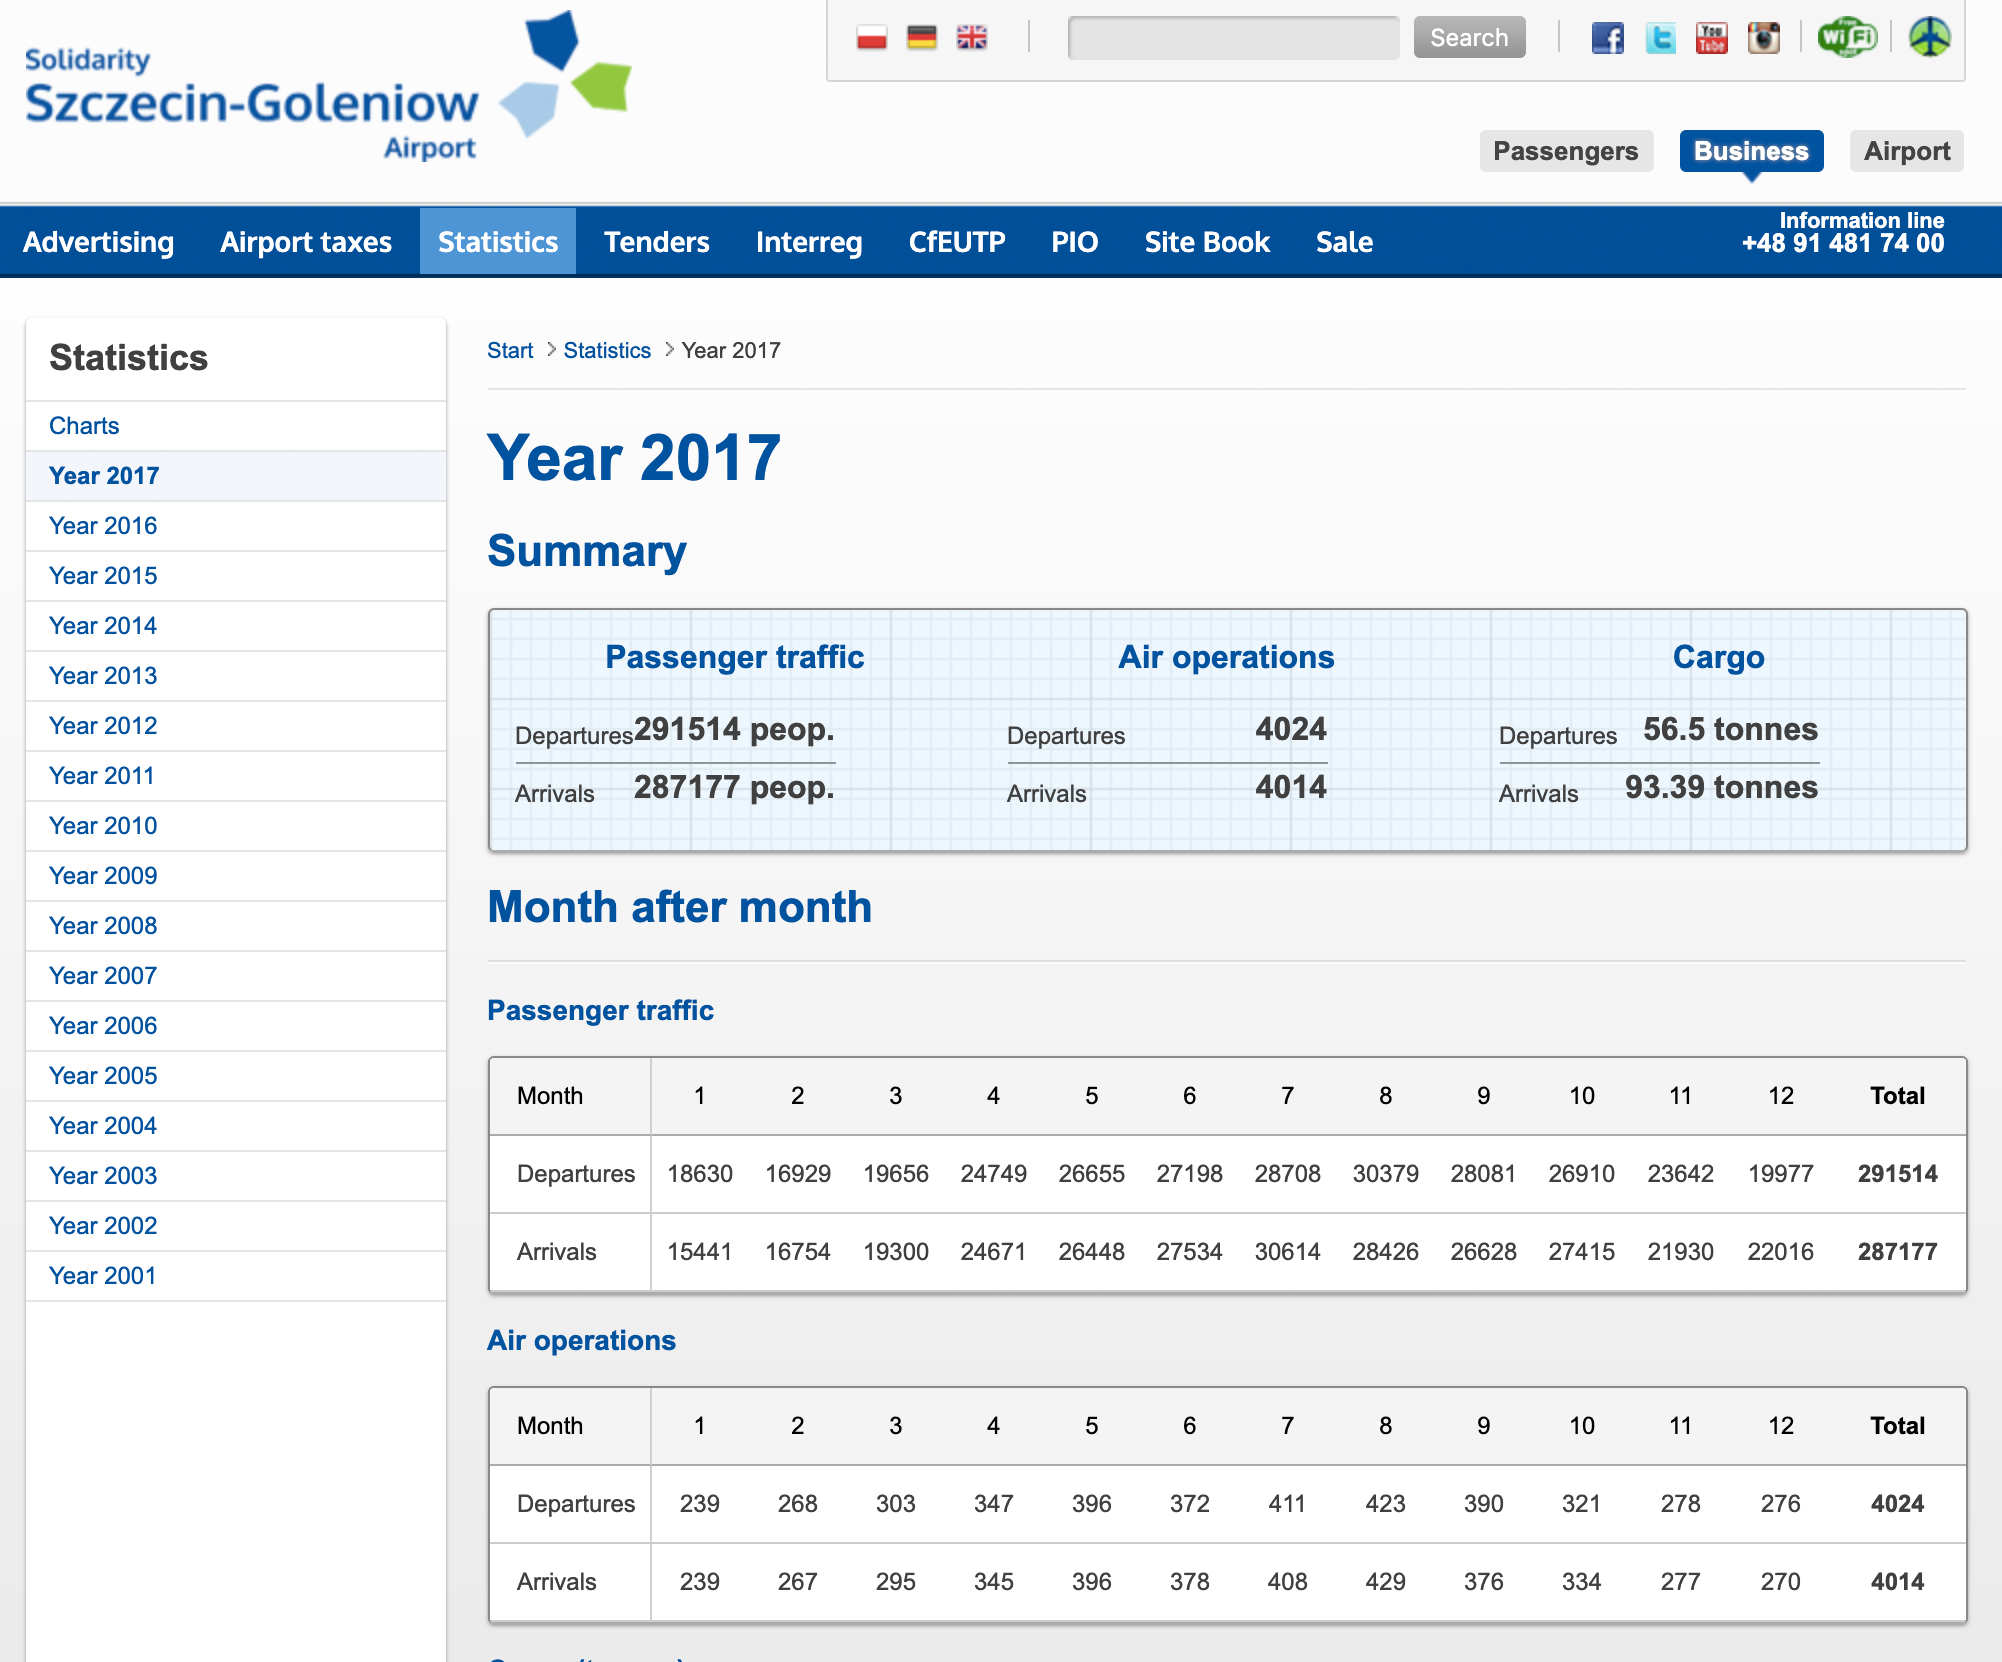 Solidarity
Szczecin-Goleniow
Airport
Search
You
Tube
WiFi
Passengers
Business
Airport
Advertising Airport taxes Statistics Tenders Interreg CfEUTP PIO Site Book Sale
Information line
+48 91 481 74 00
Statistics
Charts
Year 2017
Year 2016
Year 2015
Year 2014
Year 2013
Year 2012
Year 2011
Year 2010
Year 2009
Year 2008
Year 2007
Year 2006
Year 2005
Year 2004
Year 2003
Year 2002
Year 2001
Start > Statistics > Year 2017
Year 2017
Summary
Passenger traffic
Departures 291514 peop.
Arrivals 287177 peop.
Air operations
Departures 4024
Arrivals 4014
Cargo
Departures 56.5 tonnes
Arrivals 93.39 tonnes
Month after month
Passenger traffic
Month 1 2 3 4 5 6 7 8 9 10 11 12 Total
Departures 18630 16929 19656 24749 26655 27198 28708 30379 28081 26910 23642 19977 291514
Arrivals 15441 16754 19300 24671 26448 27534 30614 28426 26628 27415 21930 22016 287177
Air operations
Month 1 2 3 4 5 6 7 8 9 10 11 12 Total
Departures 239 268 303 347 396 372 411 423 390 321 278 276 4024
Arrivals 239 267 295 345 396 378 408 429 376 334 277 270 4014